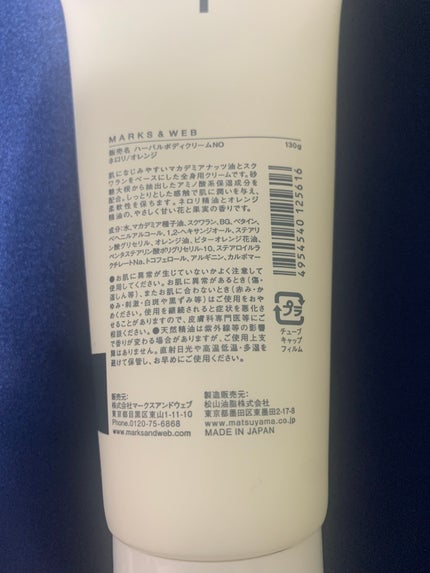 MARKS & WEB
販売名 ハーバルボディクリームNO 130g
ネロリ/オレンジ
肌になじみやすいマカデミアナッツ油とスク
ワランをベースにした全身用クリームです。砂
糖大根から抽出したアミノ酸系保湿成分を
配合。しっとりとした感触で肌に潤いを与え、
柔軟性を保ちます。ネロリ精油とオレンジ
精油の、やさしく甘い花と果実の香りです。
成分:水、マカデミア種子油、スクワラン、BG、ベタイン、
ベヘニルアルコール、1,2-ヘキサンジオール、ステアリ
ン酸グリセリル、オレンジ油、ビターオレンジ花油、
ペンタステアリン酸ポリグリセリル-10、ステアロイルラ
クチレートNa、トコフェロール、アルギニン、カルボマー
●お肌に異常が生じていないかよく注意して
使用してください。お肌に異常があるとき(傷・
湿しん等)、またお肌に合わないとき(赤み・か
ゆみ・刺激・白斑や黒ずみ等)はご使用をおや
めください。使用を継続されると症状を悪化さ
せることがありますので、皮膚科専門医等にご
相談ください。●天然精油は紫外線等の影響
で香りが変わる場合がありますが、ご使用上支
障ありません。直射日光や高温低温・多湿を
避けて保管し、お早めにご使用ください。
4954540125616
プラ
チューブ
キャップ
フィルム
販売元:
株式会社マークスアンドウェブ
東京都目黒区東山1-11-10
Phone.0120-75-6868
www.marksandweb.com
製造販売元:
松山油脂株式会社
東京都墨田区東墨田2-17-8
www.matsuyama.co.jp
MADE IN JAPAN